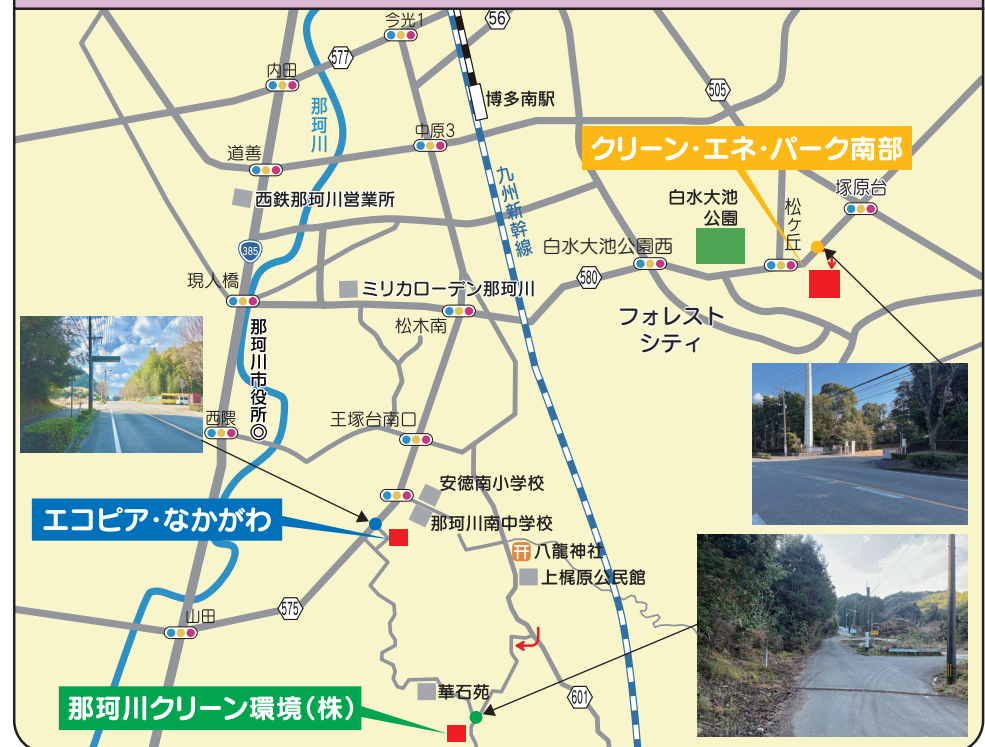 今光1
56
577
内田
505
博多南駅
那珂川
中原3
クリーン・エネ・パーク南部
道善
塚原台
西鉄那珂川営業所
九州新幹線
白水大池
公園
松ヶ丘
385
白水大池公園西
現人橋
580
ミリカローデン那珂川
フォレスト
シティ
松木南
那珂川市役所◎
西隈
王塚台南口
安徳南小学校
エコピア・なかがわ
那珂川南中学校
八龍神社
上梶原公民館
575
山田
華石苑
601
那珂川クリーン環境(株)